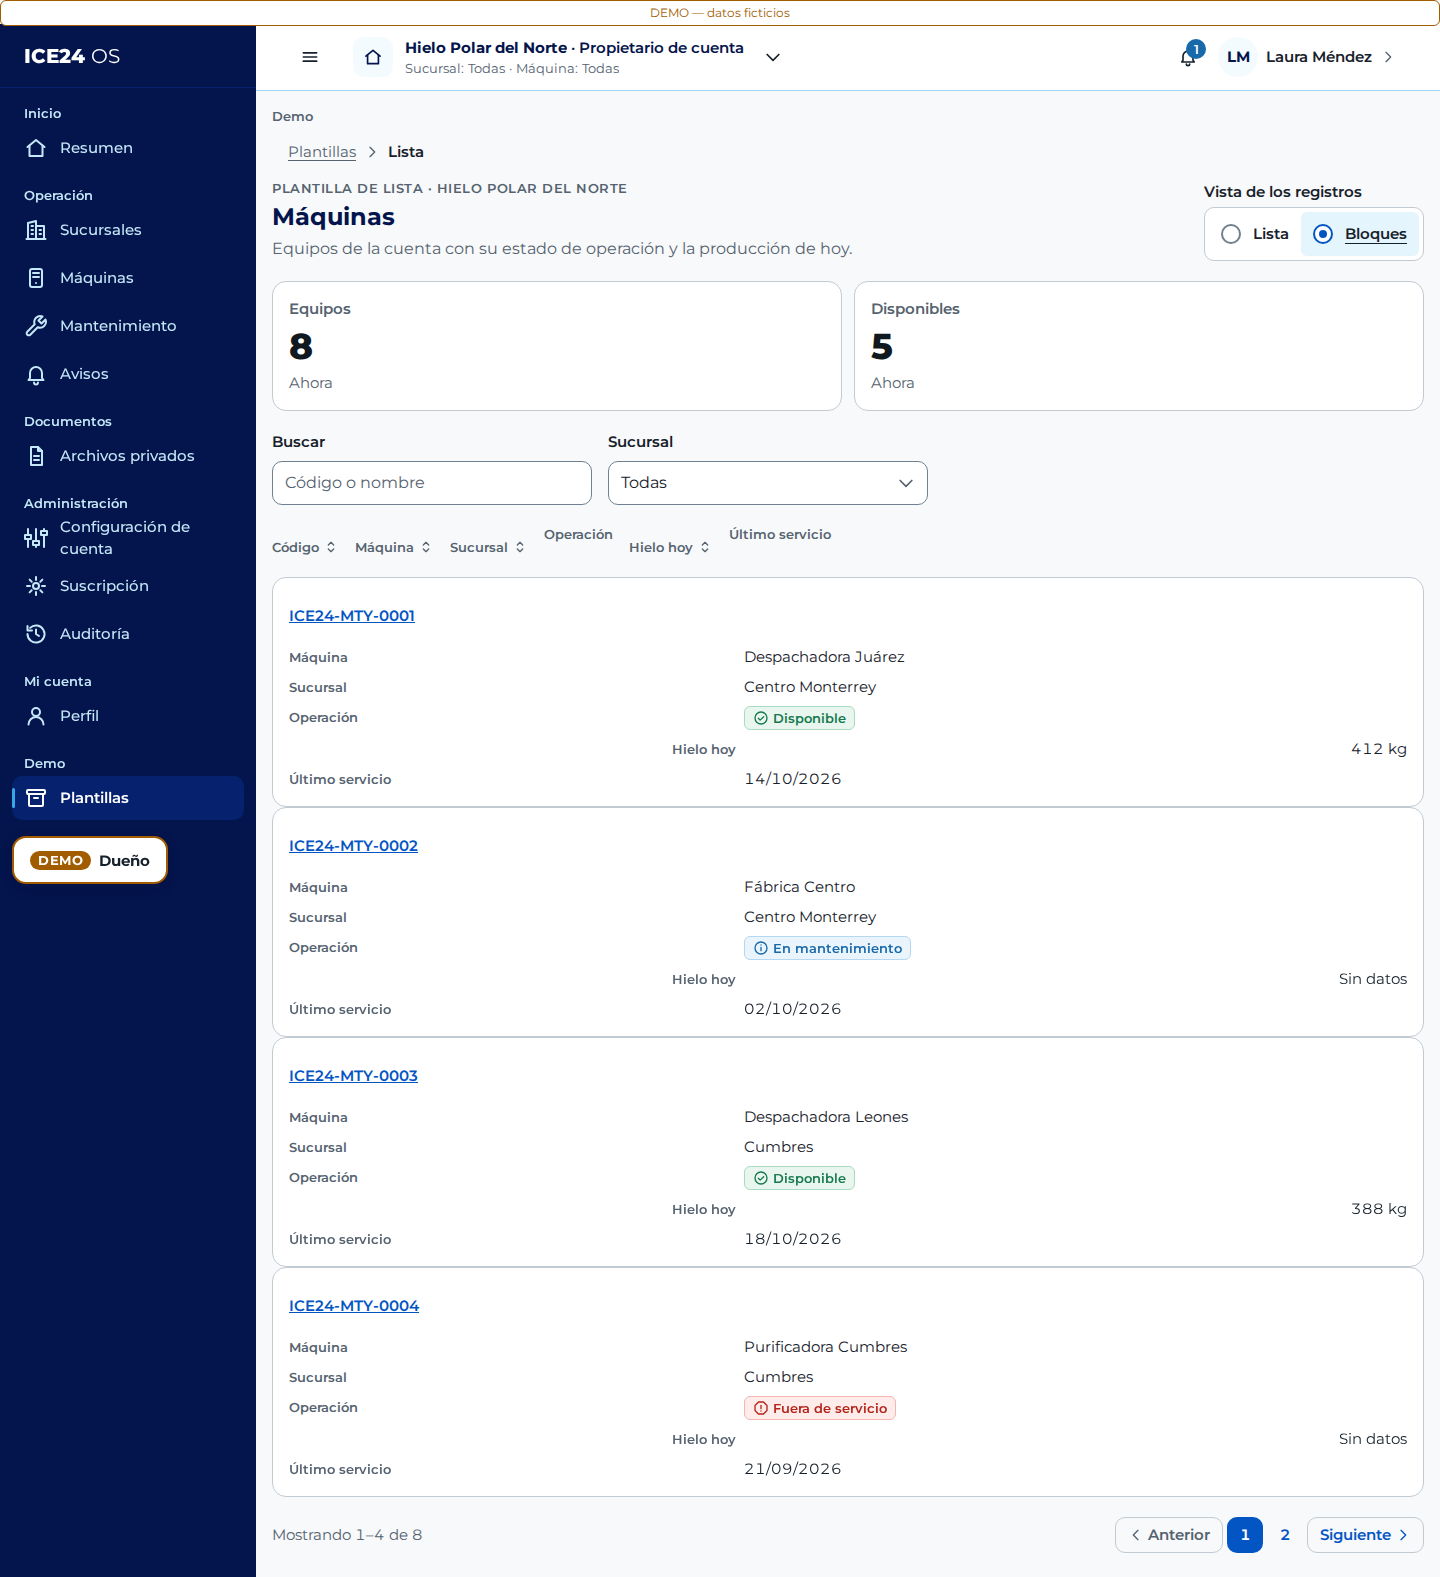 DEMO — datos ficticios
ICE24 OS
Inicio
Resumen
Operación
Sucursales
Máquinas
Mantenimiento
Avisos
Documentos
Archivos privados
Administración
Configuración de
cuenta
Suscripción
Auditoría
Mi cuenta
Perfil
Demo
Plantillas
DEMO Dueño
Hielo Polar del Norte · Propietario de cuenta
Sucursal: Todas · Máquina: Todas
1
LM Laura Méndez
Demo
Plantillas Lista
PLANTILLA DE LISTA · HIELO POLAR DEL NORTE
Máquinas
Equipos de la cuenta con su estado de operación y la producción de hoy.
Vista de los registros
Lista Bloques
Equipos
8
Ahora
Disponibles
5
Ahora
Buscar
Código o nombre
Sucursal
Todas
Código Máquina Sucursal Operación Hielo hoy Último servicio
ICE24-MTY-0001
Máquina Despachadora Juárez
Sucursal Centro Monterrey
Operación Disponible
Hielo hoy 412 kg
Último servicio 14/10/2026
ICE24-MTY-0002
Máquina Fábrica Centro
Sucursal Centro Monterrey
Operación En mantenimiento
Hielo hoy Sin datos
Último servicio 02/10/2026
ICE24-MTY-0003
Máquina Despachadora Leones
Sucursal Cumbres
Operación Disponible
Hielo hoy 388 kg
Último servicio 18/10/2026
ICE24-MTY-0004
Máquina Purificadora Cumbres
Sucursal Cumbres
Operación Fuera de servicio
Hielo hoy Sin datos
Último servicio 21/09/2026
Mostrando 1–4 de 8
Anterior 1 2 Siguiente